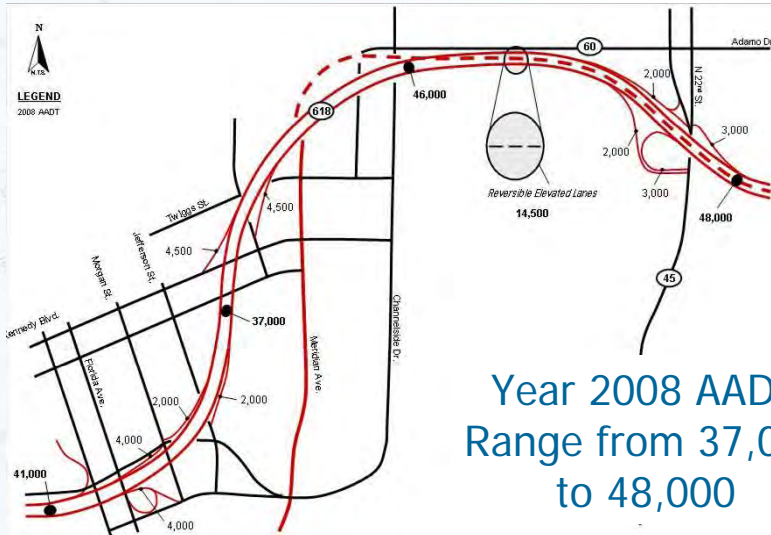 N
N.T.S.
LEGEND
2008 AADT
60
Adamo Dr
N 22nd St.
2,000
618
46,000
3,000
2,000
Reversible Elevated Lanes
14,500
3,000
48,000
4,500
Twiggs St.
4,500
Jefferson St.
Morgan St.
45
Channelside Dr.
37,000
Meridian Ave.
Florida Ave.
2,000
2,000
4,000
41,000
4,000
Year 2008 AAD
Range from 37,0
to 48,000